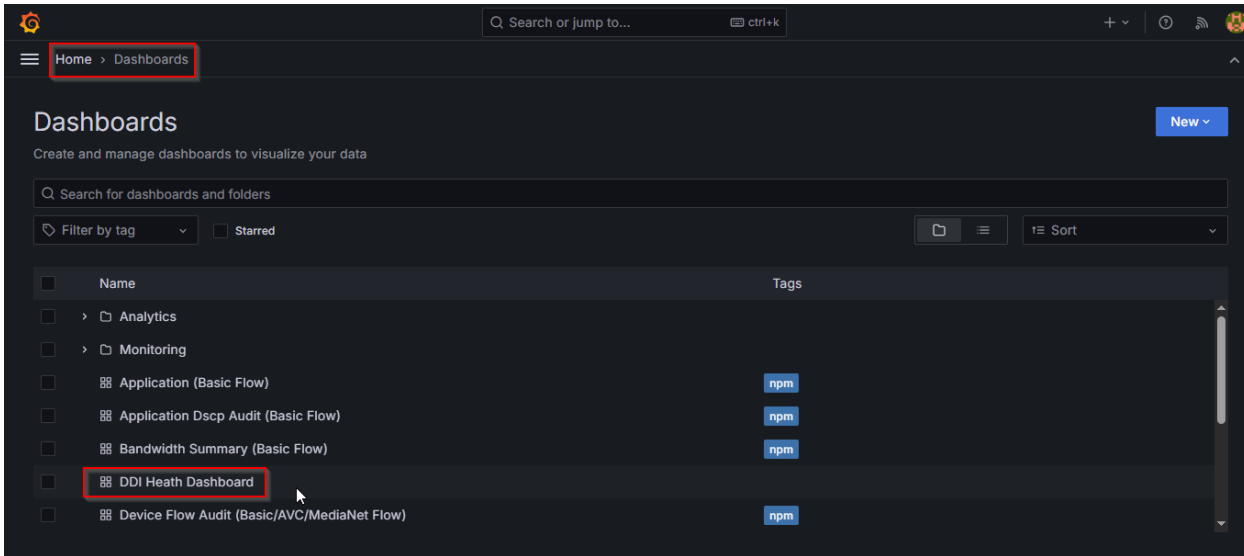 Search or jump to... ctrl+k
Home › Dashboards
Dashboards
New
Create and manage dashboards to visualize your data
Search for dashboards and folders
Filter by tag Starred Sort
Name Tags
Analytics
Monitoring
Application (Basic Flow) npm
Application Dscp Audit (Basic Flow) npm
Bandwidth Summary (Basic Flow) npm
DDI Heath Dashboard
Device Flow Audit (Basic/AVC/MediaNet Flow) npm